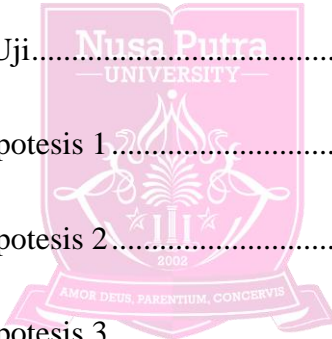 Uji..............
Nusa Putra
UNIVERSITY
potesis 1..................
potesis 2..................
2002
AMOR DEUS, PARENTIUM, CONCERVIS
potesis 3